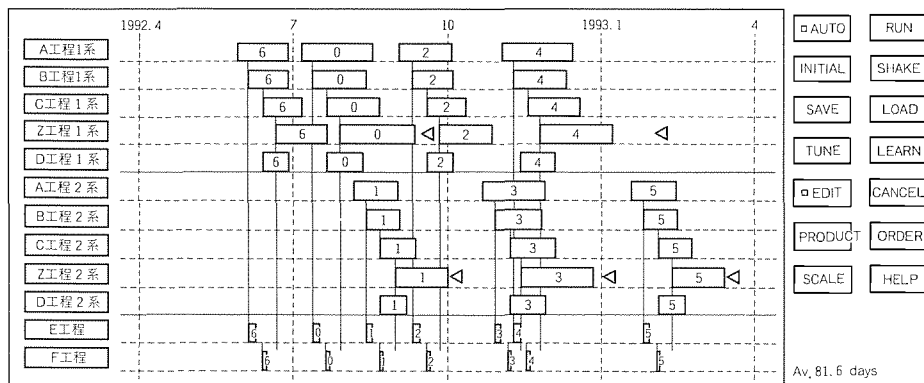 1992. 4 7 10 1993. 1 4
A工程1系 6 0 2 4
B工程1系 6 0 2 4
C工程1系 6 0 2 4
Z工程1系 6 0 2 4
D工程1系 6 0 2 4
A工程2系 1 3 5
B工程2系 1 3 5
C工程2系 1 3 5
Z工程2系 1 3 5
D工程2系 1 3 5
E工程 6 0 1 2 3 4 5
F工程 6 0 1 2 3 4 5
AUTO RUN
INITIAL SHAKE
SAVE LOAD
TUNE LEARN
EDIT CANCEL
PRODUCT ORDER
SCALE HELP
Av. 81.6 days